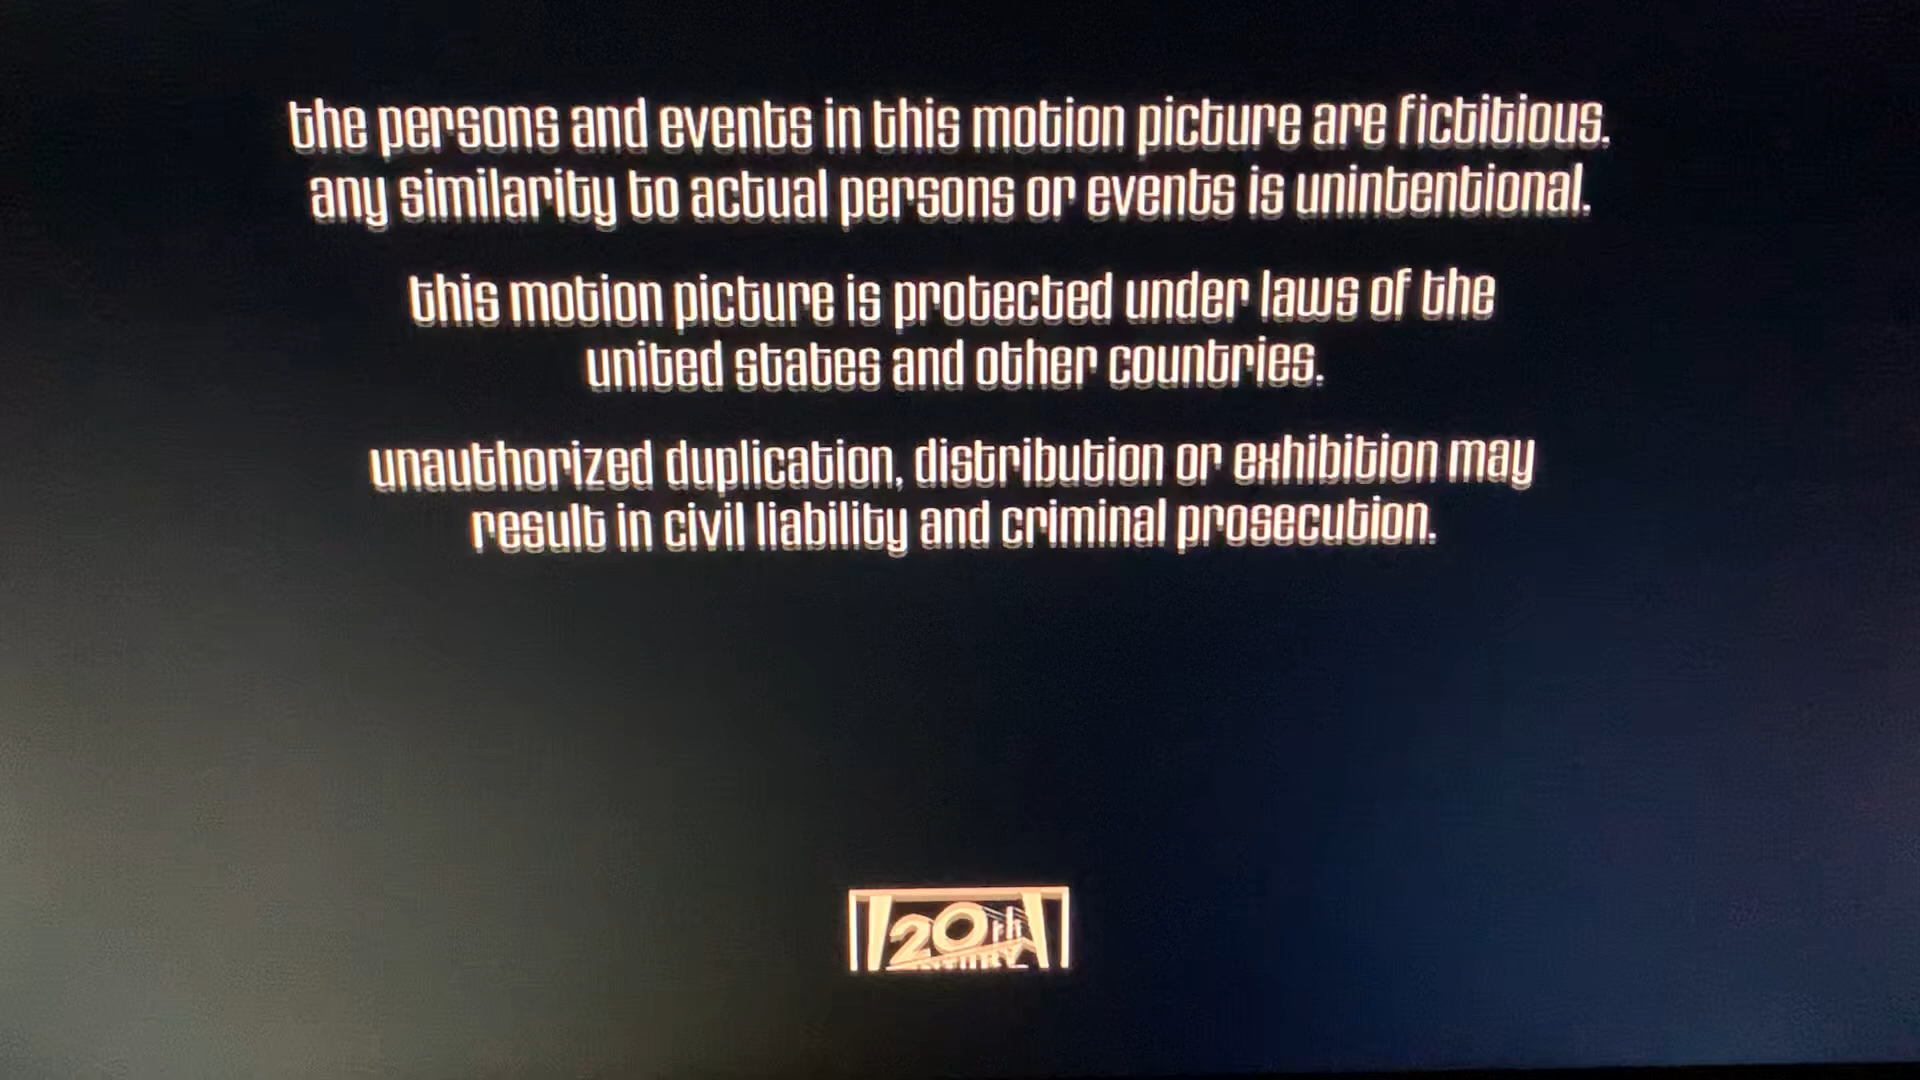 the persons and events in this motion picture are fictitious.
any similarity to actual persons or events is unintentional.
this motion picture is protected under laws of the
united states and other countries.
unauthorized duplication, distribution or exhibition may
result in civil liability and criminal prosecution.
20th